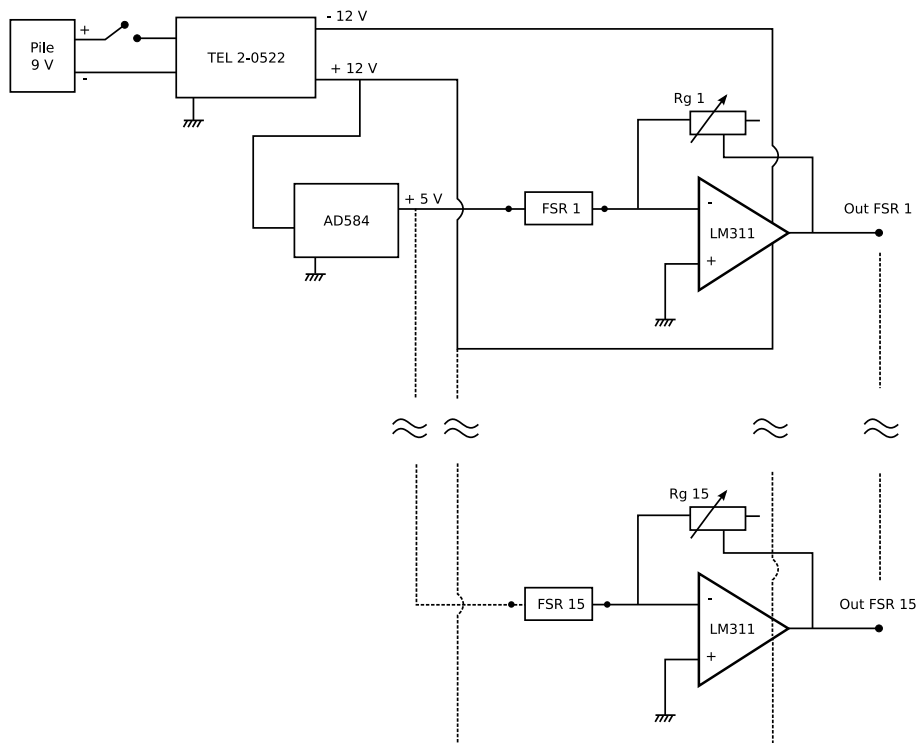 - 12 V
+
Pile
9 V
-
TEL 2-0522
+ 12 V
Rg 1
AD584
+ 5 V
FSR 1
-
LM311
+
Out FSR 1
Rg 15
FSR 15
-
LM311
+
Out FSR 15